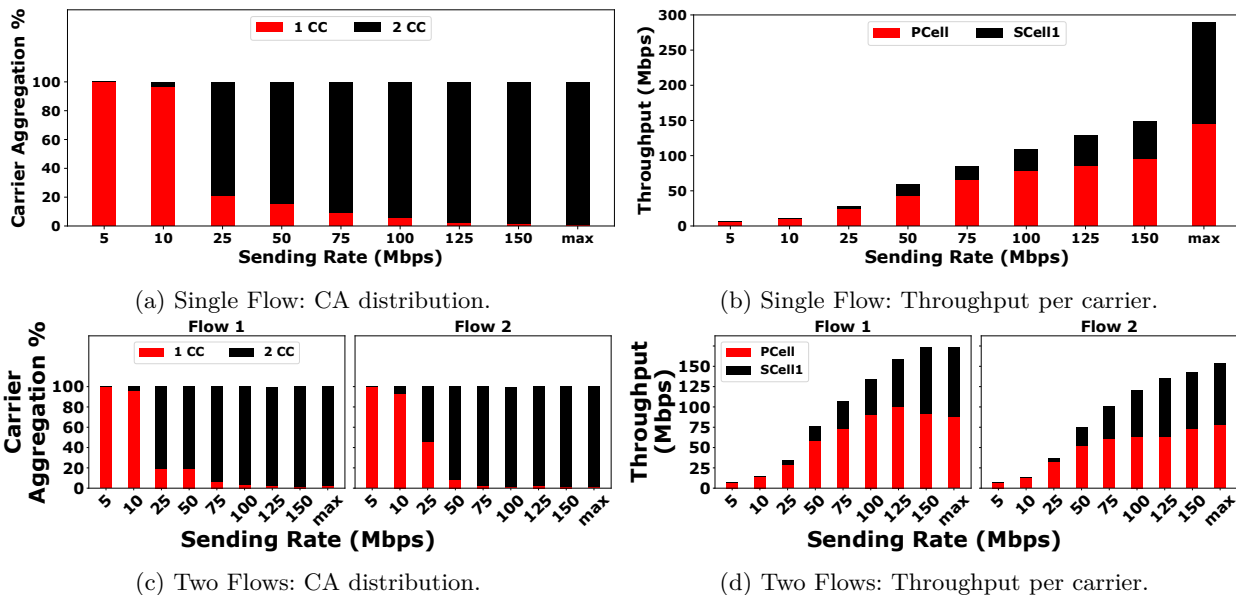 1 CC 2 CC
Carrier Aggregation %
100
80
60
40
20
0
5 10 25 50 75 100 125 150 max
Sending Rate (Mbps)
(a) Single Flow: CA distribution.
PCell SCell1
Throughput (Mbps)
300
250
200
150
100
50
0
5 10 25 50 75 100 125 150 max
Sending Rate (Mbps)
(b) Single Flow: Throughput per carrier.
Flow 1 Flow 2
1 CC 2 CC
Carrier
Aggregation %
100
80
60
40
20
0
5 10 25 50 75 100 125 150 max 5 10 25 50 75 100 125 150 max
Sending Rate (Mbps)
(c) Two Flows: CA distribution.
Flow 1 Flow 2
PCell
SCell1
Throughput
(Mbps)
150
125
100
75
50
25
0
5 10 25 50 75 100 125 150 max 5 10 25 50 75 100 125 150 max
Sending Rate (Mbps)
(d) Two Flows: Throughput per carrier.